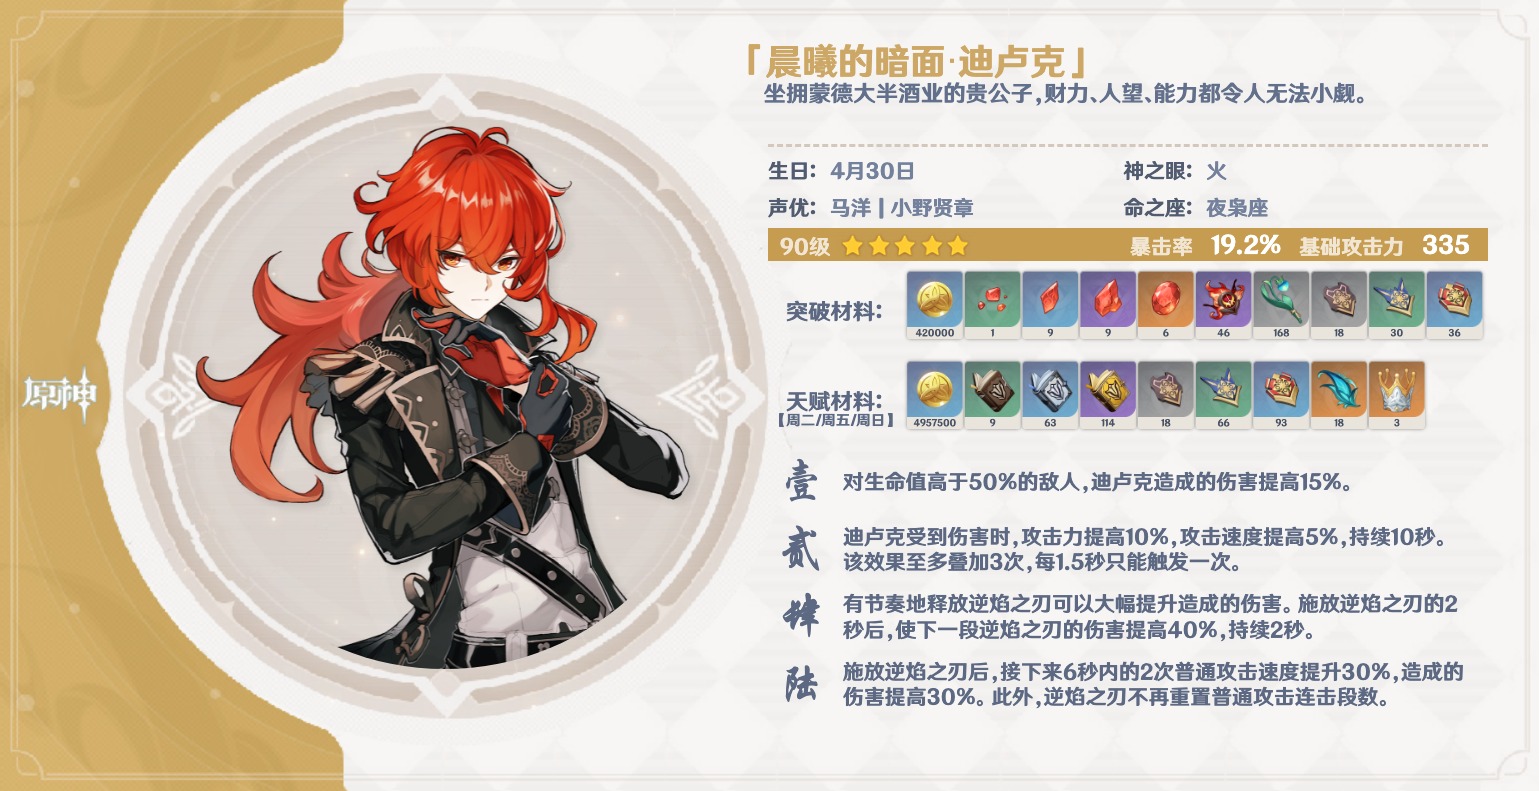 「晨曦的暗面·迪卢克」
坐拥蒙德大半酒业的贵公子,财力、人望、能力都令人无法小觑。
生日: 4月30日 神之眼: 火
声优: 马洋 | 小野贤章 命之座: 夜枭座
90级 暴击率 19.2% 基础攻击力 335
突破材料:
420000 1 9 9 6 46 168 18 30 36
天赋材料:
【周二/周五/周日】
4957500 9 63 114 18 66 93 18 3
原神
壹 对生命值高于50%的敌人,迪卢克造成的伤害提高15%。
贰 迪卢克受到伤害时,攻击力提高10%,攻击速度提高5%,持续10秒。
该效果至多叠加3次,每1.5秒只能触发一次。
肆 有节奏地释放逆焰之刃可以大幅提升造成的伤害。施放逆焰之刃的2
秒后,使下一段逆焰之刃的伤害提高40%,持续2秒。
陆 施放逆焰之刃后,接下来6秒内的2次普通攻击速度提升30%,造成的
伤害提高30%。此外,逆焰之刃不再重置普通攻击连击段数。